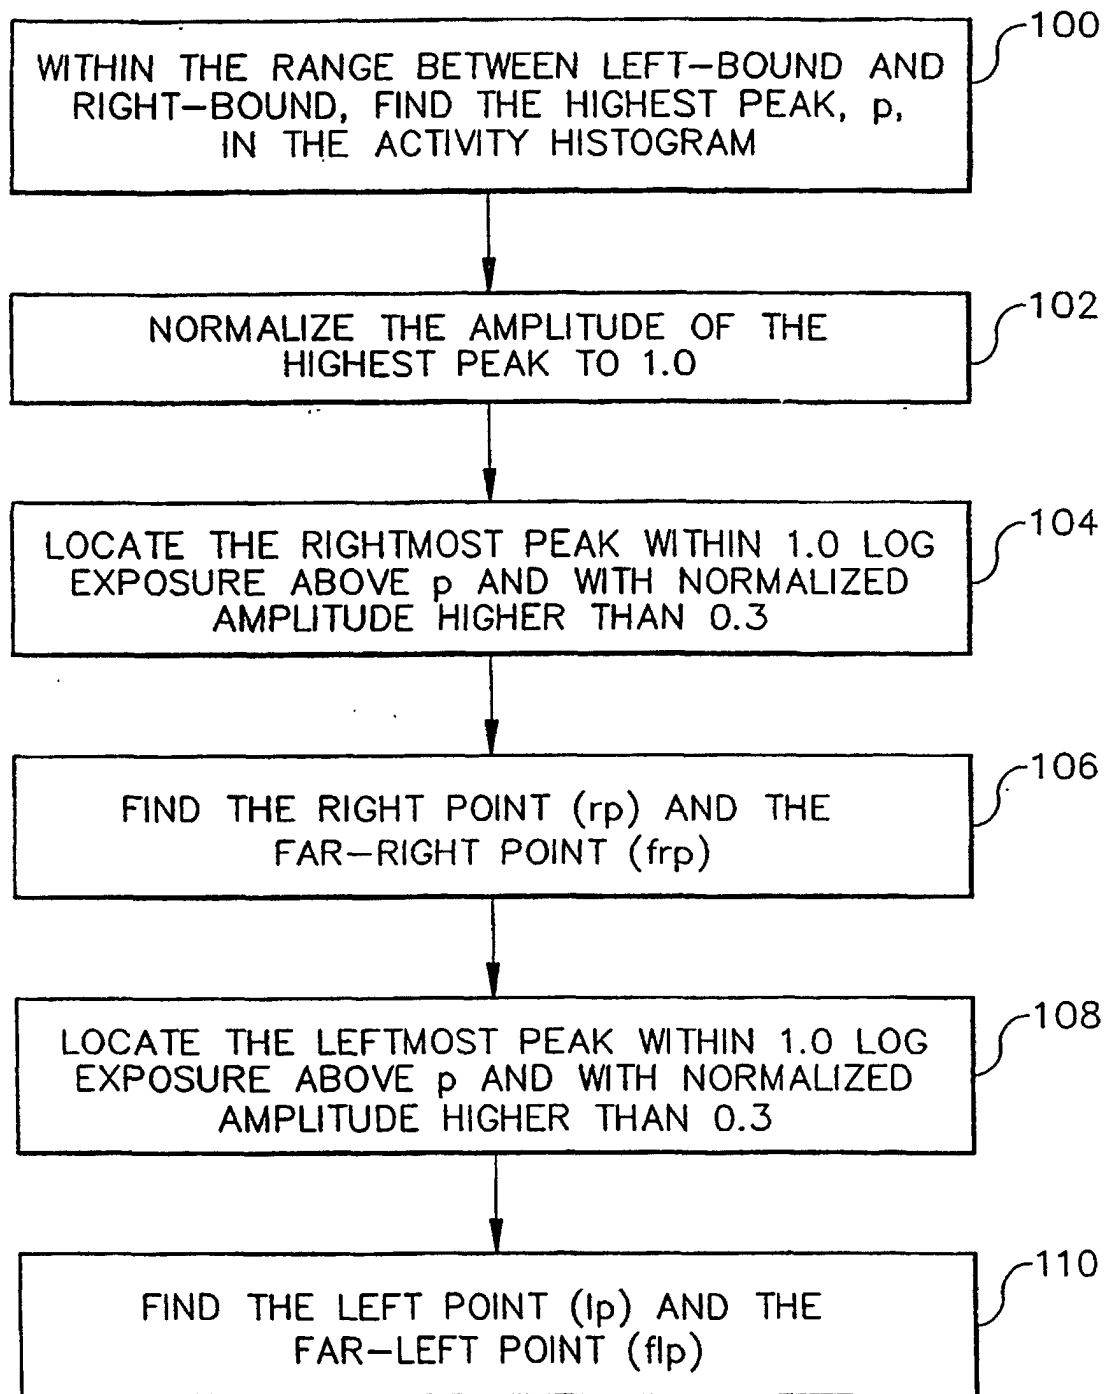 100
WITHIN THE RANGE BETWEEN LEFT-BOUND AND
RIGHT-BOUND, FIND THE HIGHEST PEAK, p,
IN THE ACTIVITY HISTOGRAM
102
NORMALIZE THE AMPLITUDE OF THE
HIGHEST PEAK TO 1.0
104
LOCATE THE RIGHTMOST PEAK WITHIN 1.0 LOG
EXPOSURE ABOVE p AND WITH NORMALIZED
AMPLITUDE HIGHER THAN 0.3
106
FIND THE RIGHT POINT (rp) AND THE
FAR-RIGHT POINT (frp)
108
LOCATE THE LEFTMOST PEAK WITHIN 1.0 LOG
EXPOSURE ABOVE p AND WITH NORMALIZED
AMPLITUDE HIGHER THAN 0.3
110
FIND THE LEFT POINT (lp) AND THE
FAR-LEFT POINT (flp)